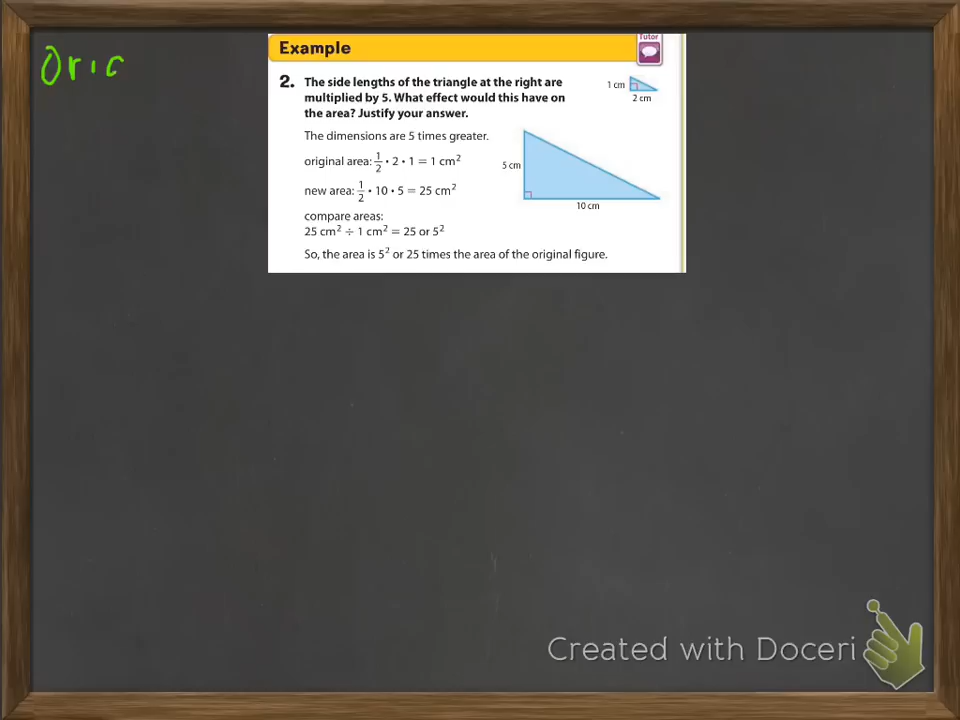 Oric
Example
Tutor
2. The side lengths of the triangle at the right are
multiplied by 5. What effect would this have on
the area? Justify your answer.
1 cm
2 cm
The dimensions are 5 times greater.
original area: 1/2 • 2 • 1 = 1 cm²
new area: 1/2 • 10 • 5 = 25 cm²
5 cm
10 cm
compare areas:
25 cm² ÷ 1 cm² = 25 or 5²
So, the area is 5² or 25 times the area of the original figure.
Created with Doceri